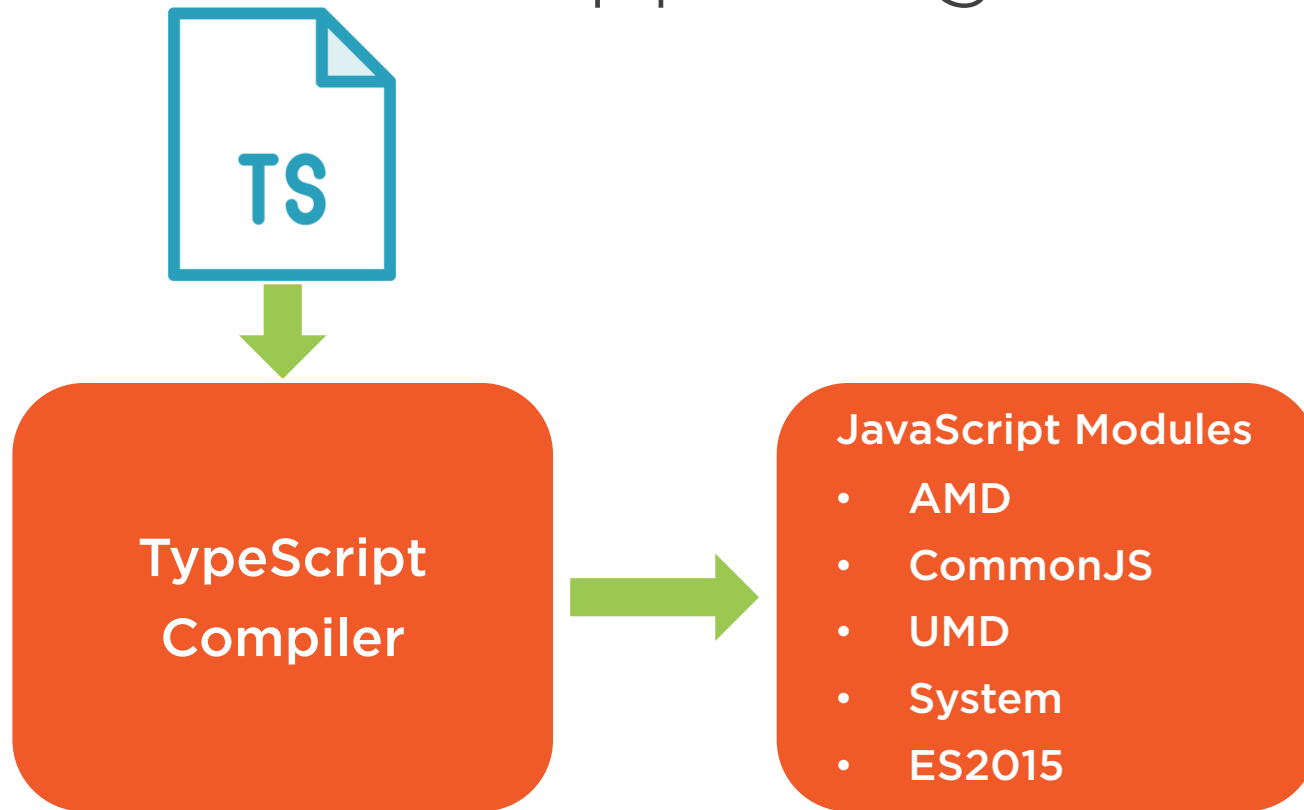 TS
TypeScript
Compiler
JavaScript Modules
• AMD
• CommonJS
• UMD
• System
• ES2015